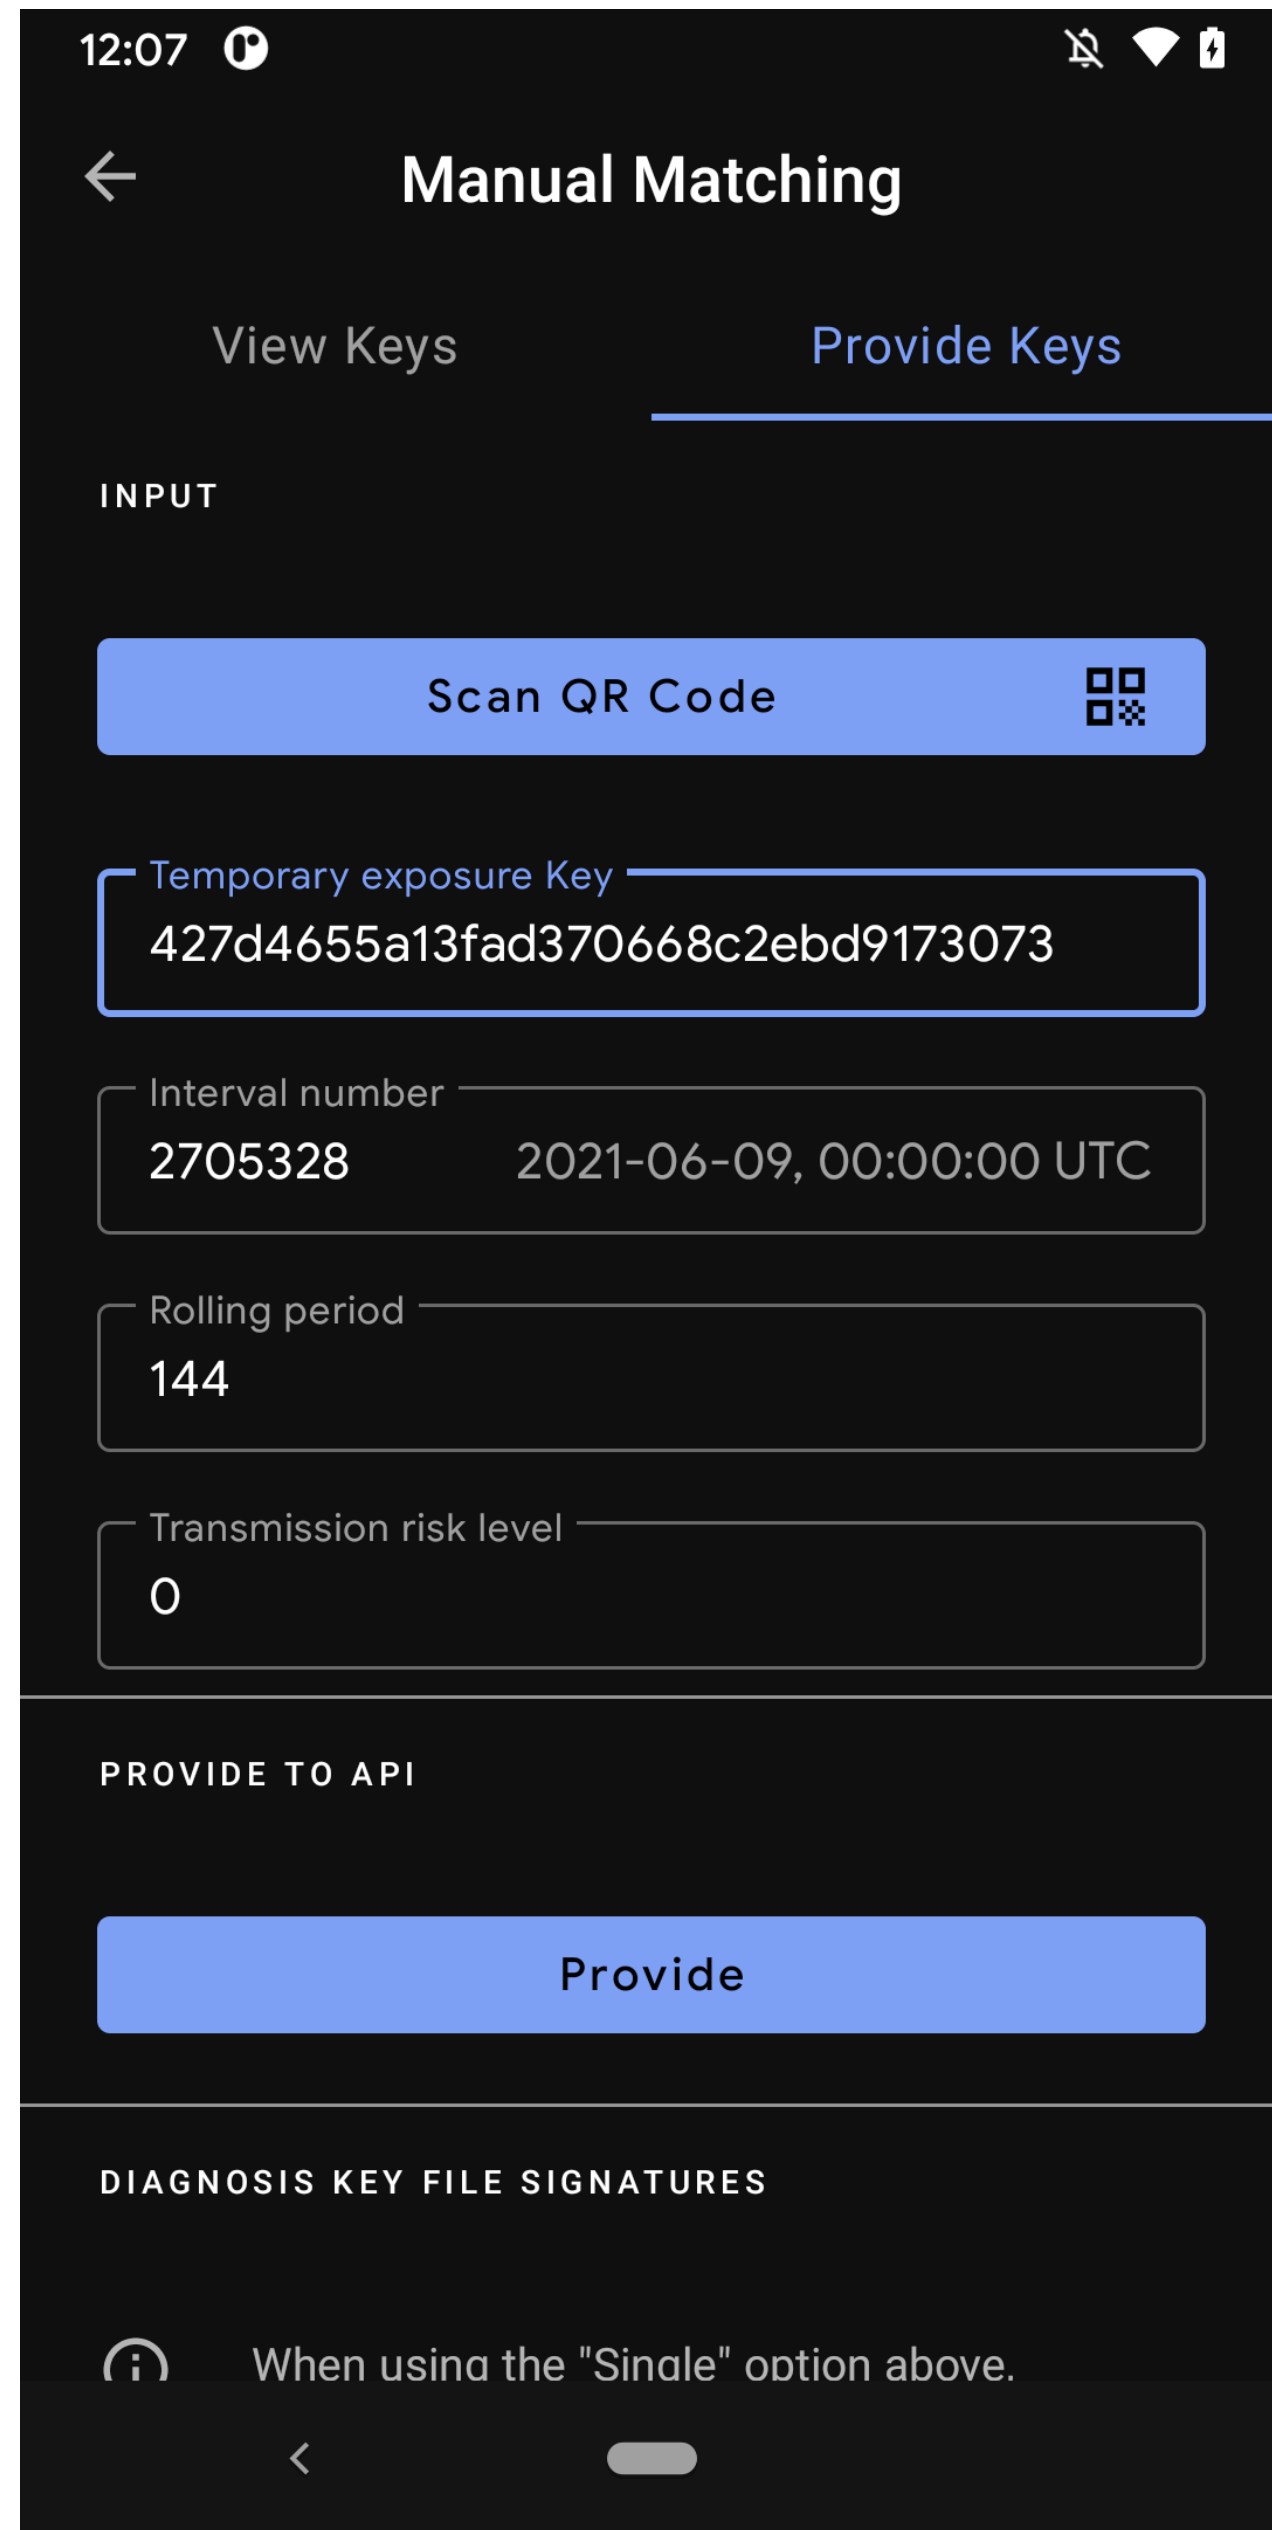 12:07
Manual Matching
View Keys
Provide Keys
INPUT
Scan QR Code
Temporary exposure Key
427d4655a13fad370668c2ebd9173073
Interval number
2705328 2021-06-09, 00:00:00 UTC
Rolling period
144
Transmission risk level
0
PROVIDE TO API
Provide
DIAGNOSIS KEY FILE SIGNATURES
When using the "Single" option above,